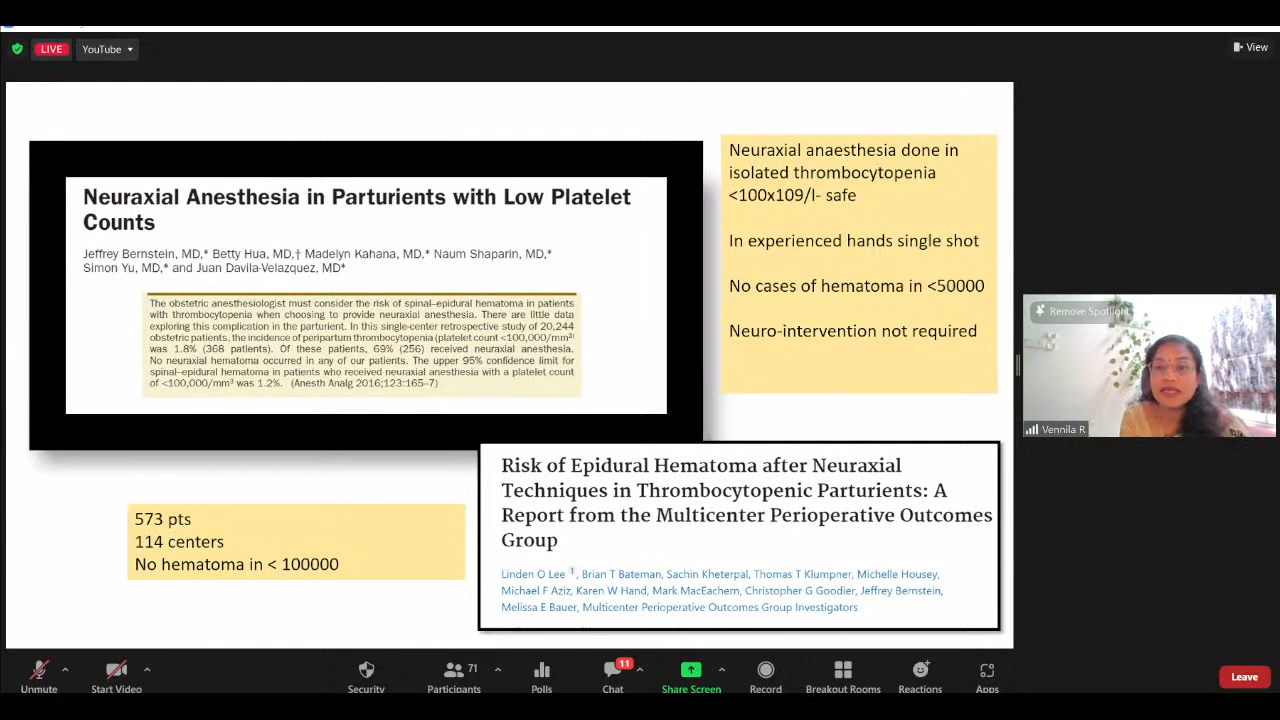 LIVE
YouTube
View
Neuraxial Anesthesia in Parturients with Low Platelet
Counts
Jeffrey Bernstein, MD,* Betty Hua, MD,† Madelyn Kahana, MD,* Naum Shaparin, MD,*
Simon Yu, MD,* and Juan Davila-Velazquez, MD*
The obstetric anesthesiologist must consider the risk of spinal–epidural hematoma in patients
with thrombocytopenia when choosing to provide neuraxial anesthesia. There are little data
exploring this complication in the parturient. In this single-center retrospective study of 20,244
obstetric patients, the incidence of peripartum thrombocytopenia (platelet count <100,000/mm³)
was 1.8% (368 patients). Of these patients, 69% (256) received neuraxial anesthesia.
No neuraxial hematoma occurred in any of our patients. The upper 95% confidence limit for
spinal–epidural hematoma in patients who received neuraxial anesthesia with a platelet count
of <100,000/mm³ was 1.2%. (Anesth Analg 2016;123:165–7)
Neuraxial anaesthesia done in
isolated thrombocytopenia
<100x109/l- safe
In experienced hands single shot
No cases of hematoma in <50000
Neuro-intervention not required
573 pts
114 centers
No hematoma in < 100000
Risk of Epidural Hematoma after Neuraxial
Techniques in Thrombocytopenic Parturients: A
Report from the Multicenter Perioperative Outcomes
Group
Linden O Lee 1, Brian T Bateman, Sachin Kheterpal, Thomas T Klumpner, Michelle Housey,
Michael F Aziz, Karen W Hand, Mark MacEachern, Christopher G Goodier, Jeffrey Bernstein,
Melissa E Bauer, Multicenter Perioperative Outcomes Group Investigators
Remove Spotlight
Vennila R
Unmute
Start Video
Security
71
Participants
Polls
11
Chat
Share Screen
Record
Breakout Rooms
Reactions
Apps
Leave